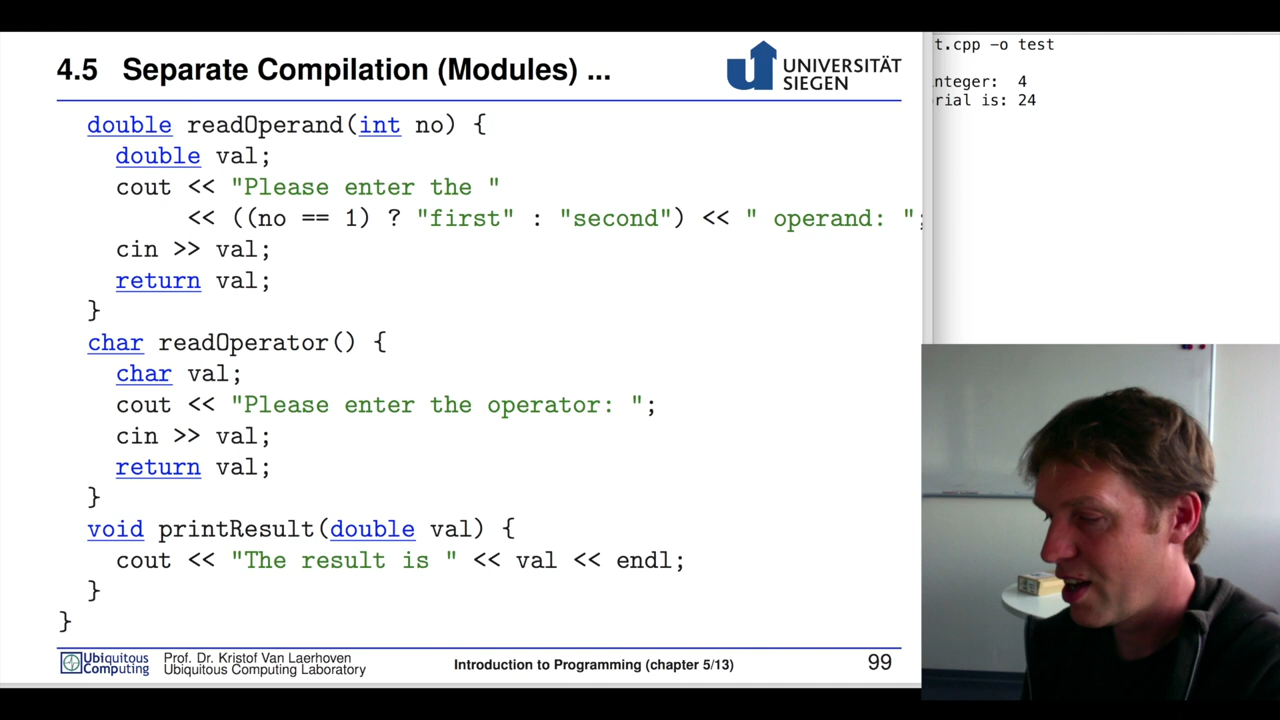 4.5 Separate Compilation (Modules) ...
UNIVERSITÄT
SIEGEN
double readOperand(int no) {
double val;
cout << "Please enter the "
<< ((no == 1) ? "first" : "second") << " operand: ";
cin >> val;
return val;
}
char readOperator() {
char val;
cout << "Please enter the operator: ";
cin >> val;
return val;
}
void printResult(double val) {
cout << "The result is " << val << endl;
}
}
Ubiquitous
Computing
Prof. Dr. Kristof Van Laerhoven
Ubiquitous Computing Laboratory
Introduction to Programming (chapter 5/13)
99
t.cpp -o test
nteger: 4
rial is: 24